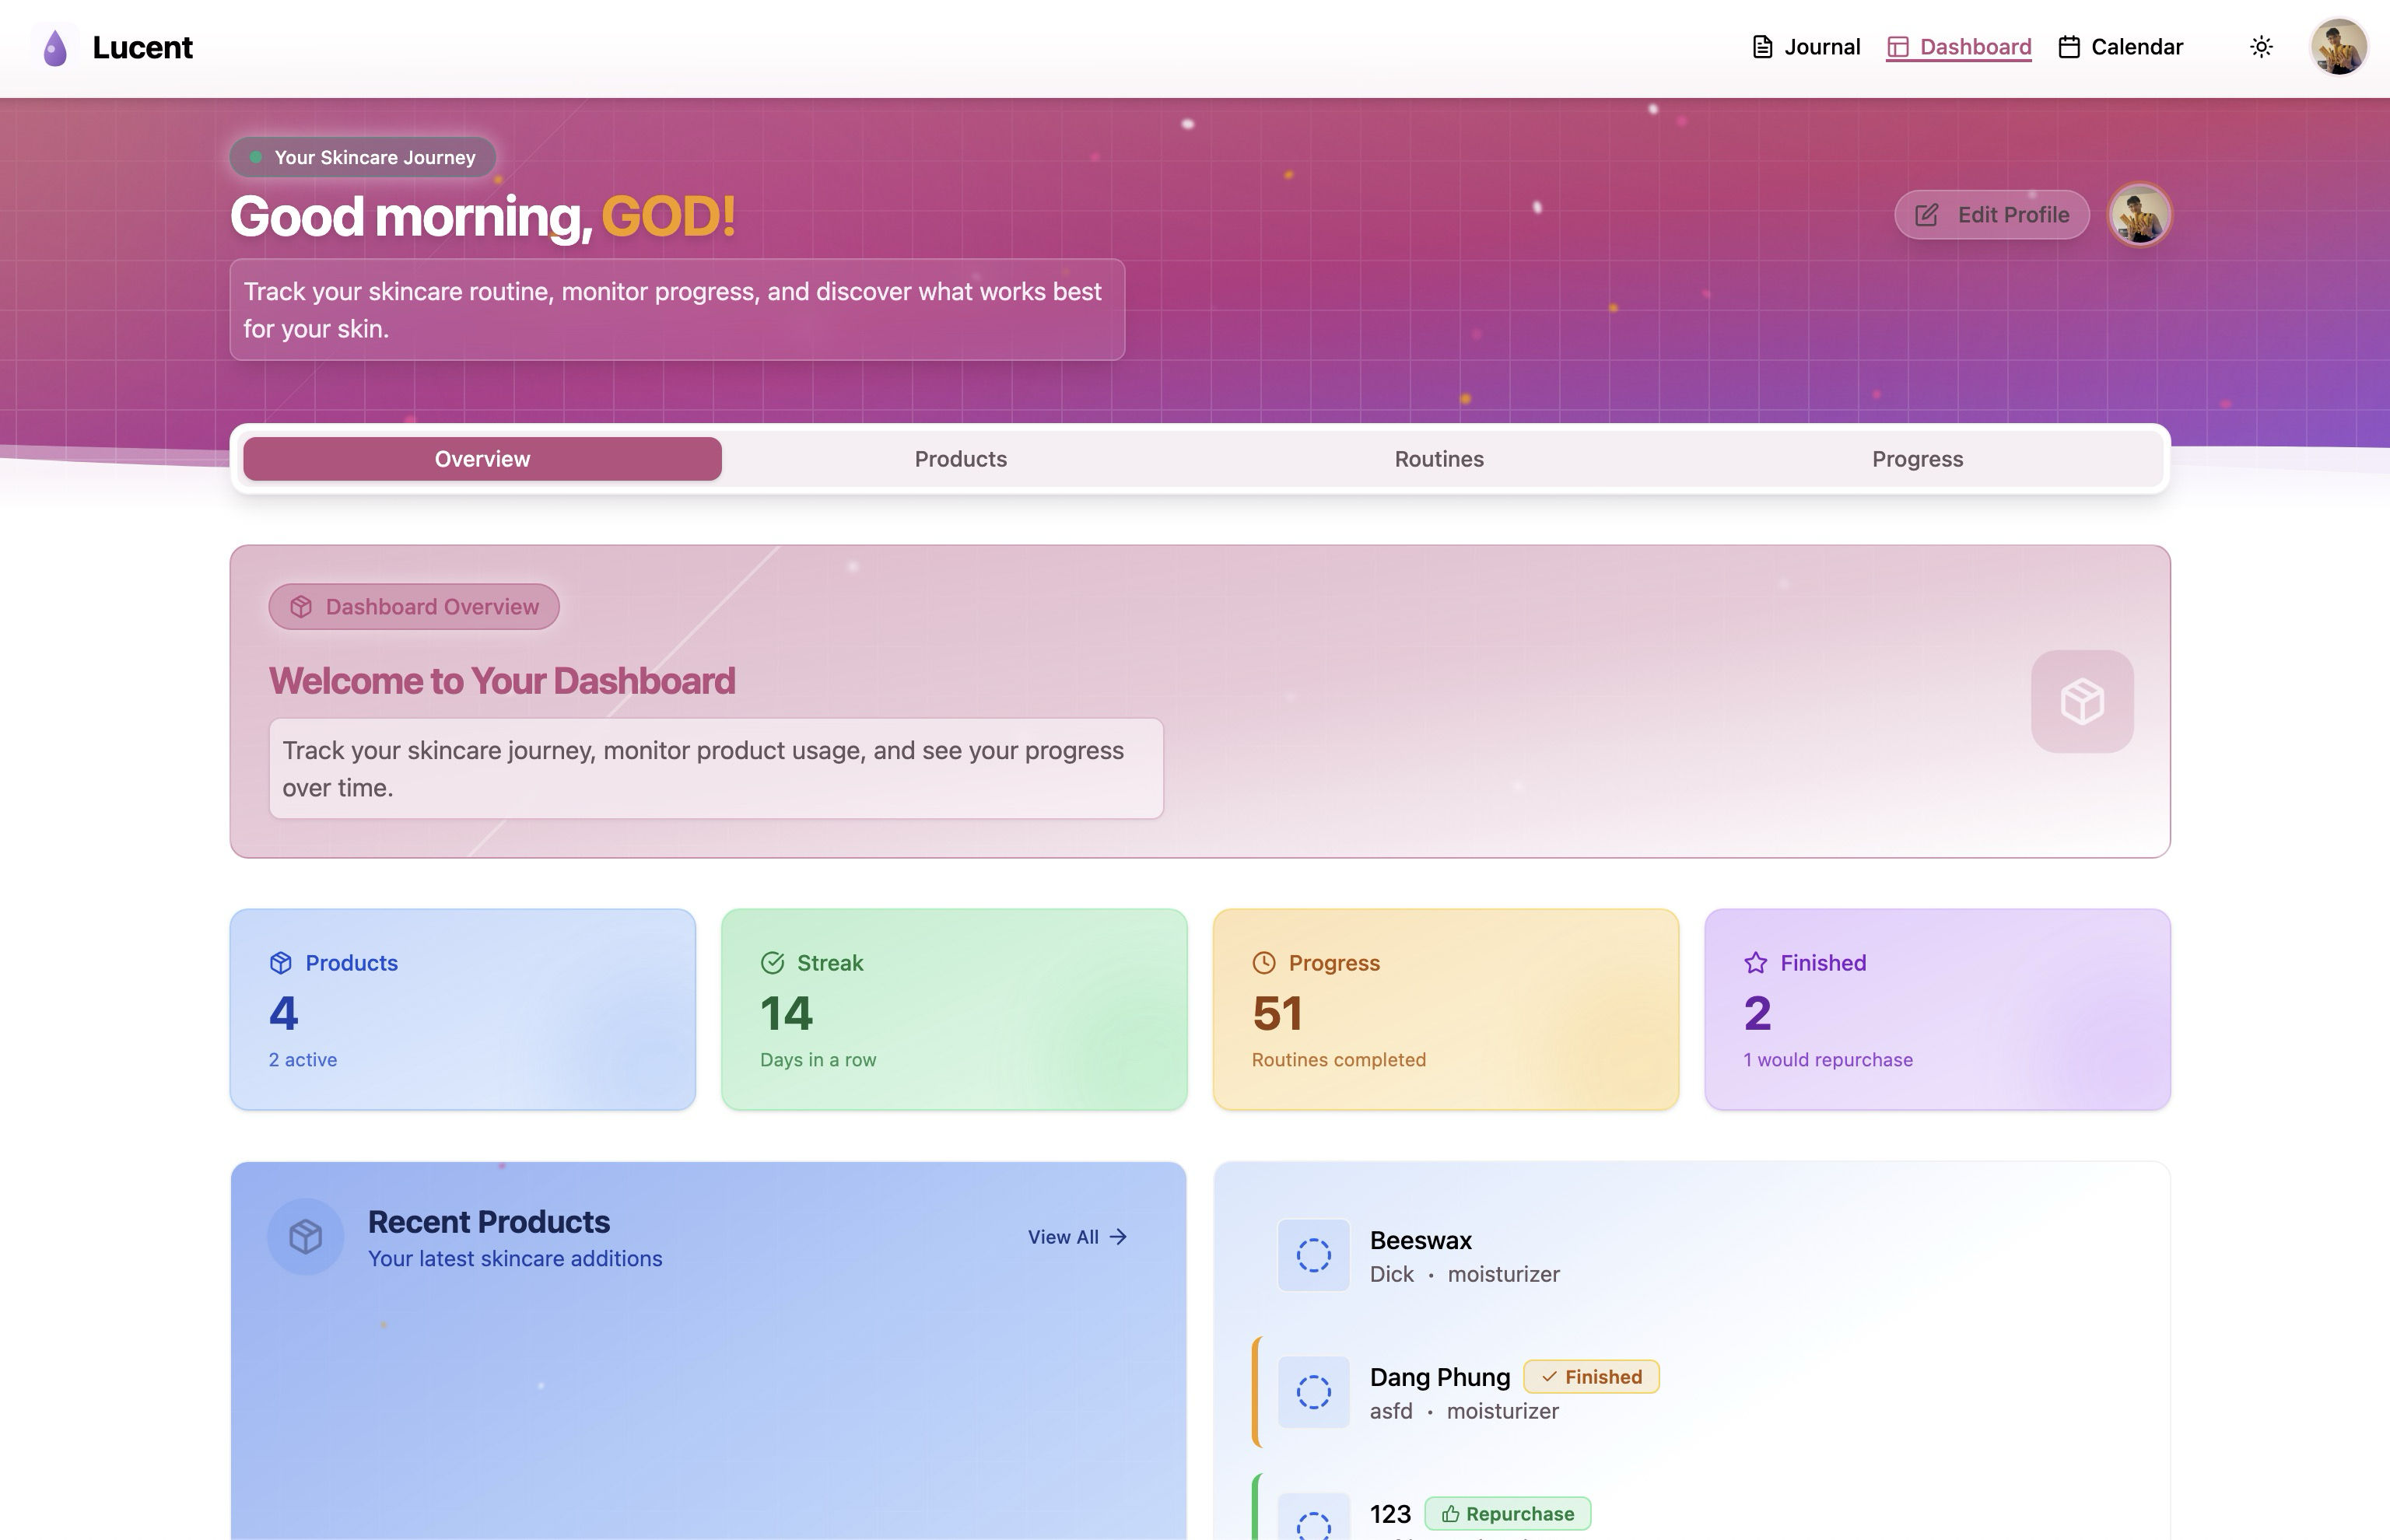 Lucent
Journal
Dashboard
Calendar
Your Skincare Journey
Good morning, GOD!
Edit Profile
Track your skincare routine, monitor progress, and discover what works best
for your skin.
Overview
Products
Routines
Progress
Dashboard Overview
Welcome to Your Dashboard
Track your skincare journey, monitor product usage, and see your progress
over time.
Products
4
2 active
Streak
14
Days in a row
Progress
51
Routines completed
Finished
2
1 would repurchase
Recent Products
Your latest skincare additions
View All
Beeswax
Dick · moisturizer
Dang Phung Finished
asfd · moisturizer
123 Repurchase